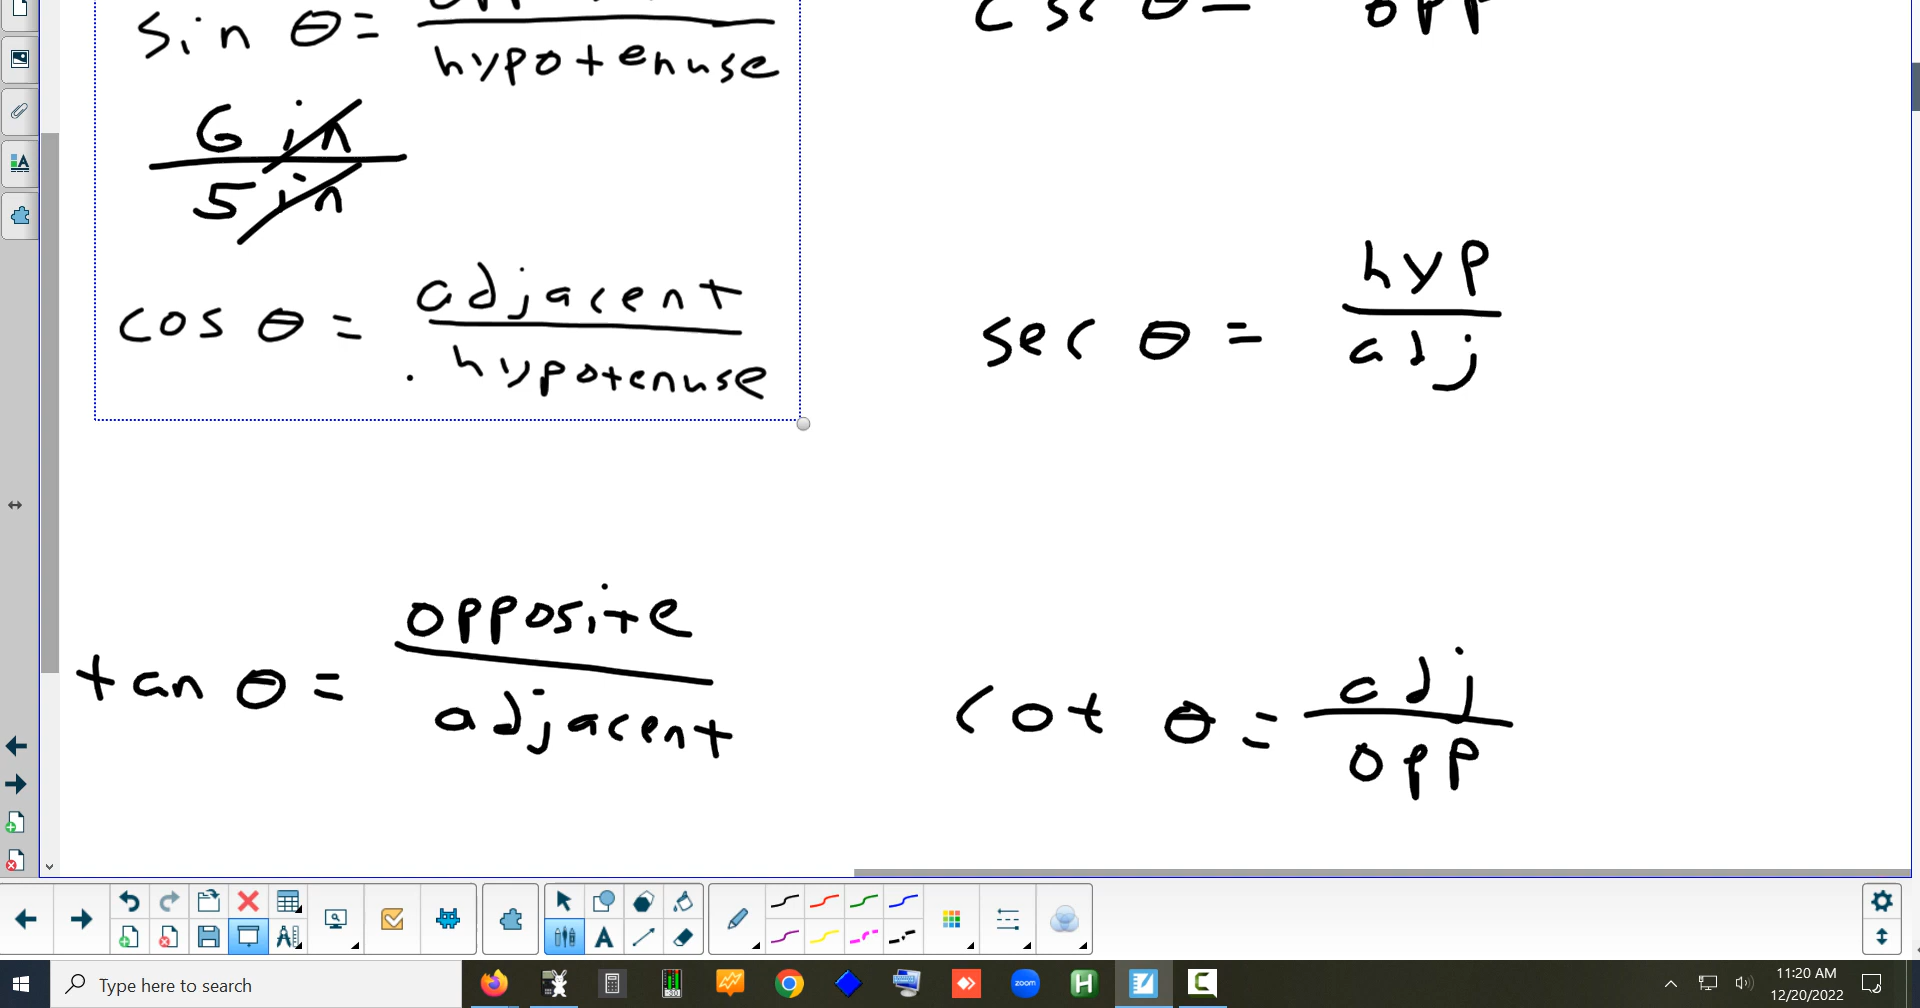 sin θ =
hypotenuse
csc θ =
opp
6 in
5 in
cos θ = adjacent
hypotenuse
sec θ = hyp
adj
tan θ = opposite
adjacent
cot θ = adj
opp
Type here to search
zoom
11:20 AM
12/20/2022